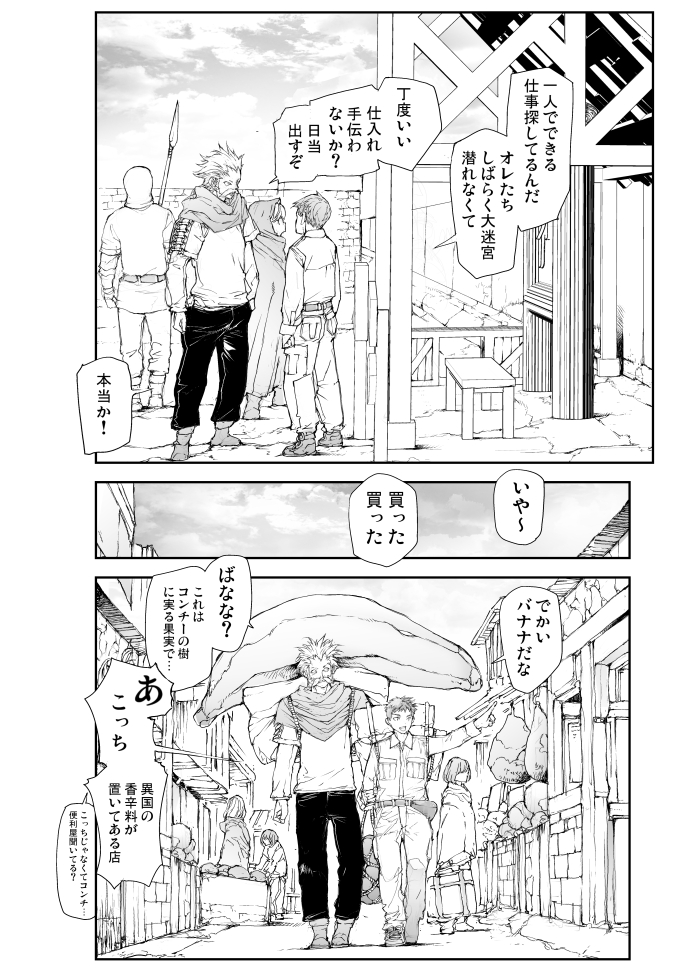 一人でできる
仕事探してるんだ
オレたち
しばらく大迷宮
潜れなくて
丁度いい
仕入れ
手伝わ
ないか？
日当
出すぞ
本当か！
いや～
買った
買った
でかい
バナナだな
ばなな？
これは
コンチーの樹
に実る果実で…
あ
こっち
異国の
香辛料が
置いてある店
こっちじゃなくてコンチ…
便利屋聞いてる？